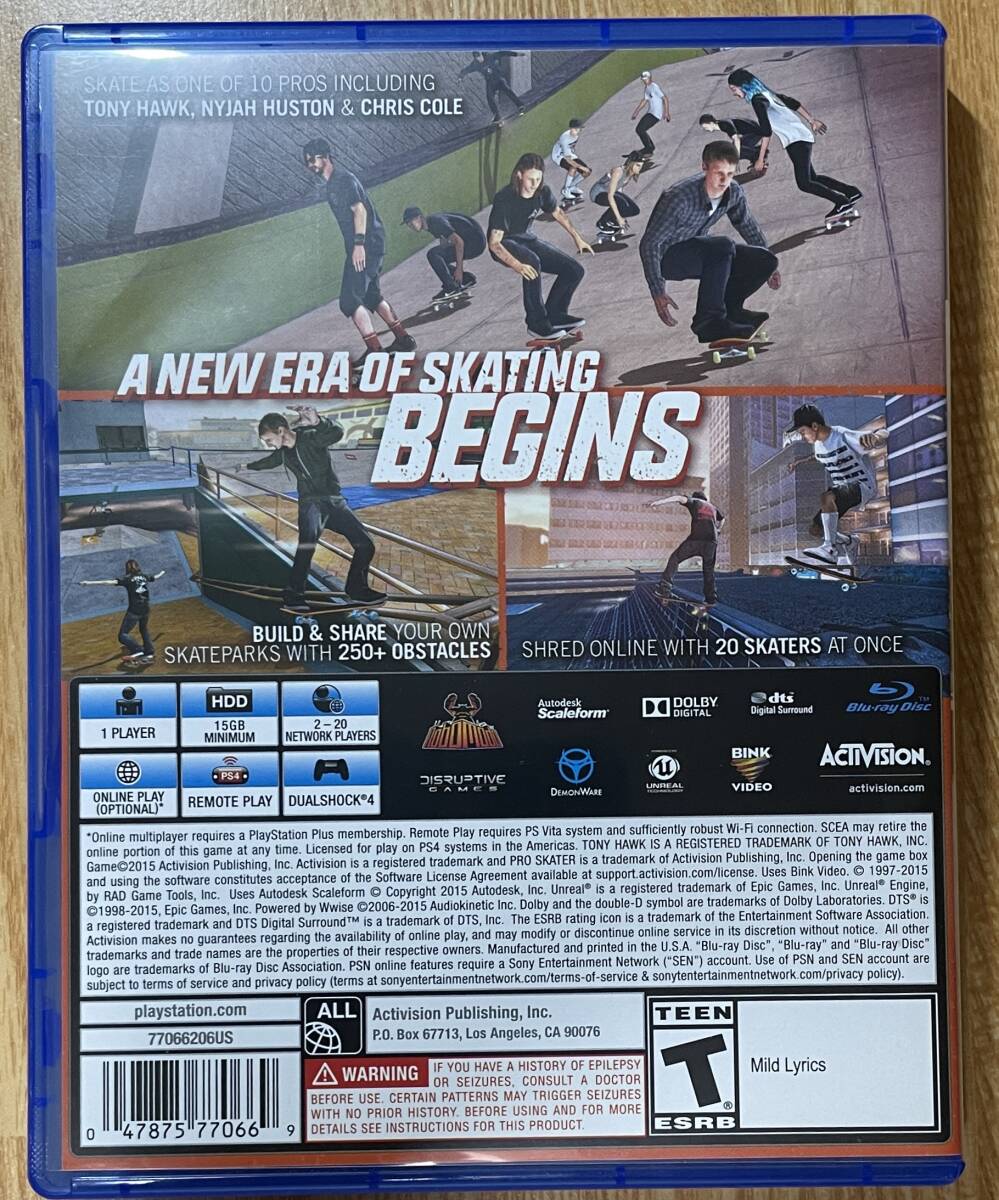 SKATE AS ONE OF 10 PROS INCLUDING
TONY HAWK, NYJAH HUSTON & CHRIS COLE
A NEW ERA OF SKATING
BEGINS
BUILD & SHARE YOUR OWN
SKATEPARKS WITH 250+ OBSTACLES
SHRED ONLINE WITH 20 SKATERS AT ONCE
1 PLAYER
HDD
15GB
MINIMUM
2 – 20
NETWORK PLAYERS
ONLINE PLAY
(OPTIONAL)*
PS4
REMOTE PLAY
DUALSHOCK®4
ROBOMODO
Autodesk
Scaleform®
DOLBY
DIGITAL
dts
Digital Surround
Blu-ray Disc™
DISRUPTIVE
GAMES
DEMONWARE
UNREAL
TECHNOLOGY
BINK
VIDEO
ACTIVISION®
activision.com
*Online multiplayer requires a PlayStation Plus membership. Remote Play requires PS Vita system and sufficiently robust Wi-Fi connection. SCEA may retire the
online portion of this game at any time. Licensed for play on PS4 systems in the Americas. TONY HAWK IS A REGISTERED TRADEMARK OF TONY HAWK, INC.
Game©2015 Activision Publishing, Inc. Activision is a registered trademark and PRO SKATER is a trademark of Activision Publishing, Inc. Opening the game box
and using the software constitutes acceptance of the Software License Agreement available at support.activision.com/license. Uses Bink Video. © 1997-2015
by RAD Game Tools, Inc. Uses Autodesk Scaleform © Copyright 2015 Autodesk, Inc. Unreal® is a registered trademark of Epic Games, Inc. Unreal® Engine,
©1998-2015, Epic Games, Inc. Powered by Wwise ©2006-2015 Audiokinetic Inc. Dolby and the double-D symbol are trademarks of Dolby Laboratories. DTS® is
a registered trademark and DTS Digital Surround™ is a trademark of DTS, Inc. The ESRB rating icon is a trademark of the Entertainment Software Association.
Activision makes no guarantees regarding the availability of online play, and may modify or discontinue online service in its discretion without notice. All other
trademarks and trade names are the properties of their respective owners. Manufactured and printed in the U.S.A. “Blu-ray Disc”, “Blu-ray” and “Blu-ray Disc”
logo are trademarks of Blu-ray Disc Association. PSN online features require a Sony Entertainment Network (“SEN”) account. Use of PSN and SEN account are
subject to terms of service and privacy policy (terms at sonyentertainmentnetwork.com/terms-of-service & sonyentertainmentnetwork.com/privacy policy).
playstation.com
77066206US
ALL
Activision Publishing, Inc.
P.O. Box 67713, Los Angeles, CA 90076
WARNING IF YOU HAVE A HISTORY OF EPILEPSY
OR SEIZURES, CONSULT A DOCTOR
BEFORE USE. CERTAIN PATTERNS MAY TRIGGER SEIZURES
WITH NO PRIOR HISTORY. BEFORE USING AND FOR MORE
DETAILS SEE INSTRUCTIONS FOR THIS PRODUCT.
TEEN
T®
ESRB
Mild Lyrics
0 47875 77066 9